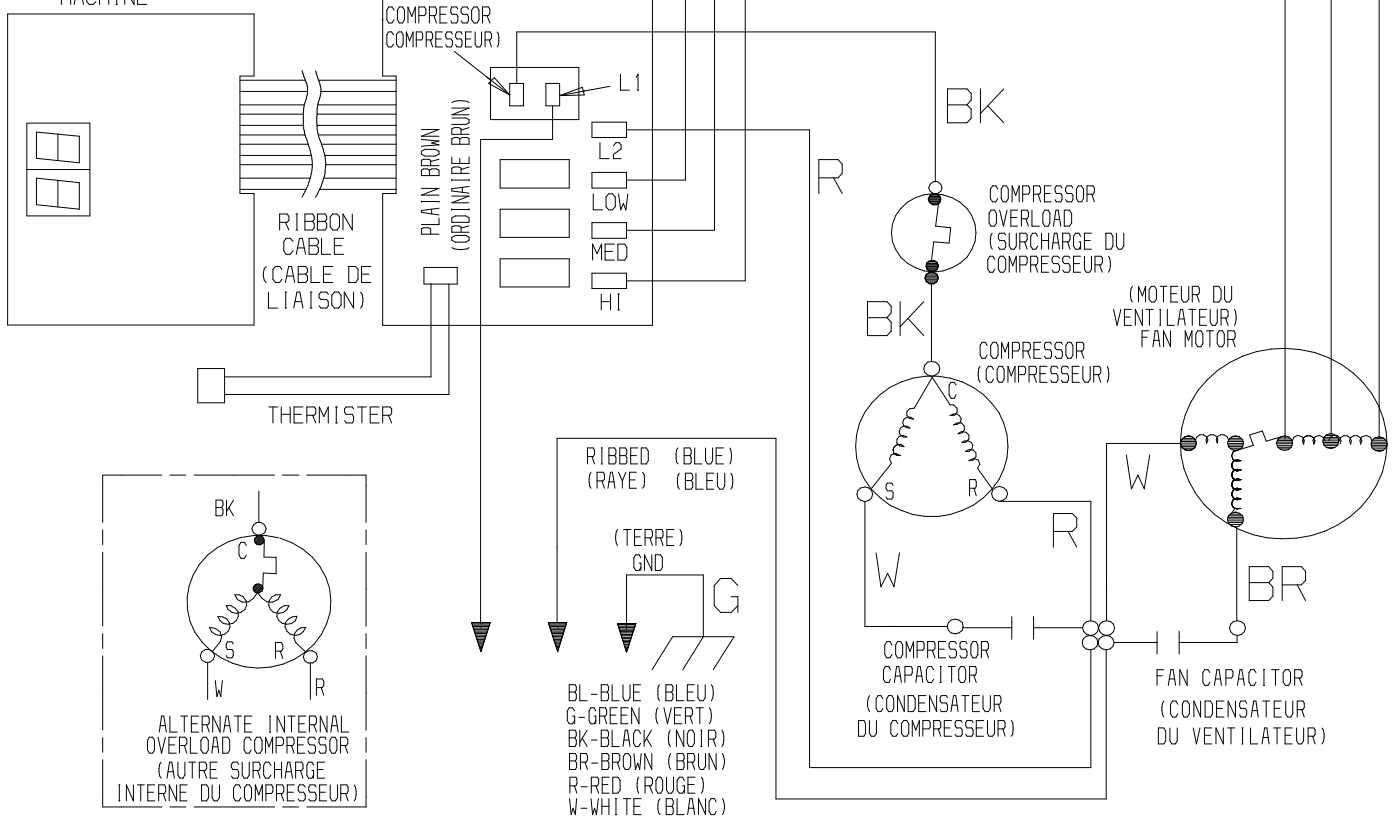 MACHINE
COMPRESSOR
COMPRESSEUR)
L1
L2
LOW
MED
HI
PLAIN BROWN
(ORDINAIRE BRUN)
RIBBON
CABLE
(CABLE DE
LIAISON)
THERMISTER
R
BK
COMPRESSOR
OVERLOAD
(SURCHARGE DU
COMPRESSEUR)
BK
COMPRESSOR
(COMPRESSEUR)
C
S
R
W
R
(MOTEUR DU
VENTILATEUR)
FAN MOTOR
W
BR
RIBBED (BLUE)
(RAYE) (BLEU)
(TERRE)
GND
G
COMPRESSOR
CAPACITOR
(CONDENSATEUR
DU COMPRESSEUR)
FAN CAPACITOR
(CONDENSATEUR
DU VENTILATEUR)
BK
C
S
R
W
R
ALTERNATE INTERNAL
OVERLOAD COMPRESSOR
(AUTRE SURCHARGE
INTERNE DU COMPRESSEUR)
BL-BLUE (BLEU)
G-GREEN (VERT)
BK-BLACK (NOIR)
BR-BROWN (BRUN)
R-RED (ROUGE)
W-WHITE (BLANC)